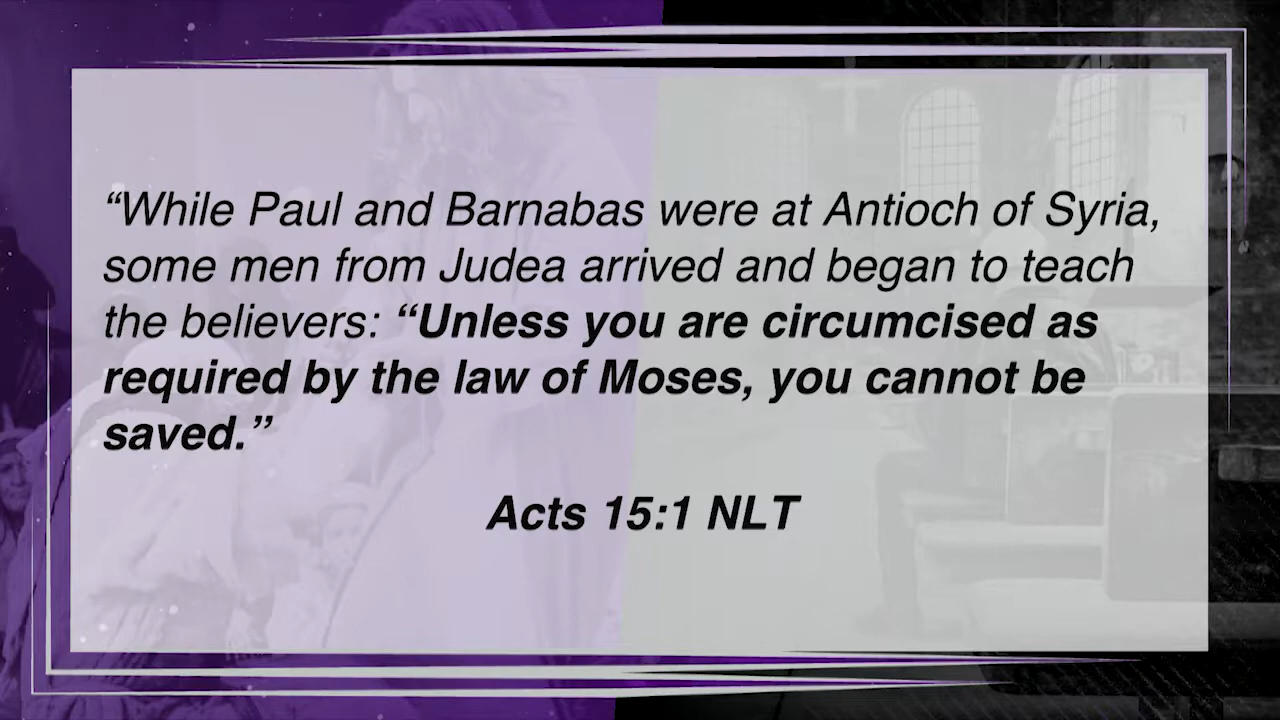 “While Paul and Barnabas were at Antioch of Syria,
some men from Judea arrived and began to teach
the believers: “Unless you are circumcised as
required by the law of Moses, you cannot be
saved.”
Acts 15:1 NLT